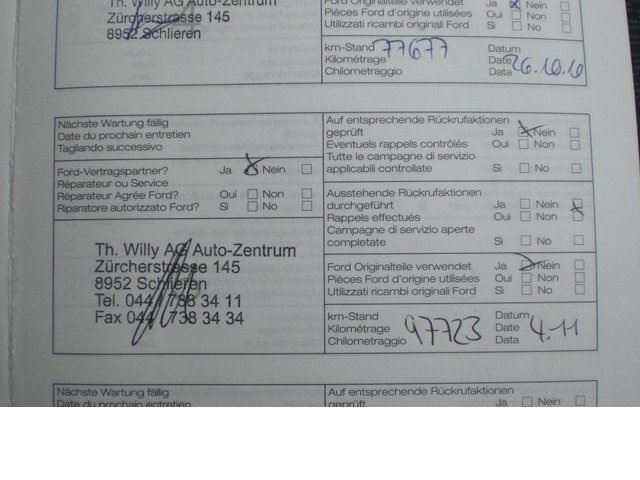 Th. Willy AG Auto-Zentrum
Zürcherstrasse 145
8952 Schlieren
Ford Originalteile verwendet Ja Nein
Pièces Ford d'origine utilisées Oui Non
Utilizzati ricambi originali Ford Si No
km-Stand 77677 Datum
Kilométrage Date 26.10.10
Chilometraggio Data
Nächste Wartung fällig
Date du prochain entretien
Tagliando successivo
Ford-Vertragspartner? Ja Nein
Réparateur ou Service
Réparateur Agrée Ford? Oui Non
Riparatore autorizzato Ford? Si No
Th. Willy AG Auto-Zentrum
Zürcherstrasse 145
8952 Schlieren
Tel. 044 738 34 11
Fax 044 738 34 34
Auf entsprechende Rückrufaktionen
geprüft Ja Nein
Eventuels rappels contrôlés Oui Non
Tutte le campagne di servizio
applicabili controllate Si No
Ausstehende Rückrufaktionen
durchgeführt Ja Nein
Rappels effectués Oui Non
Campagne di servizio aperte
completate Si No
Ford Originalteile verwendet Ja Nein
Pièces Ford d'origine utilisées Oui Non
Utilizzati ricambi originali Ford Si No
km-Stand Datum
Kilométrage 97723 Date 4.11
Chilometraggio Data
Nächste Wartung fällig
Date du prochain entretien
Auf entsprechende Rückrufaktionen
geprüft Ja Nein